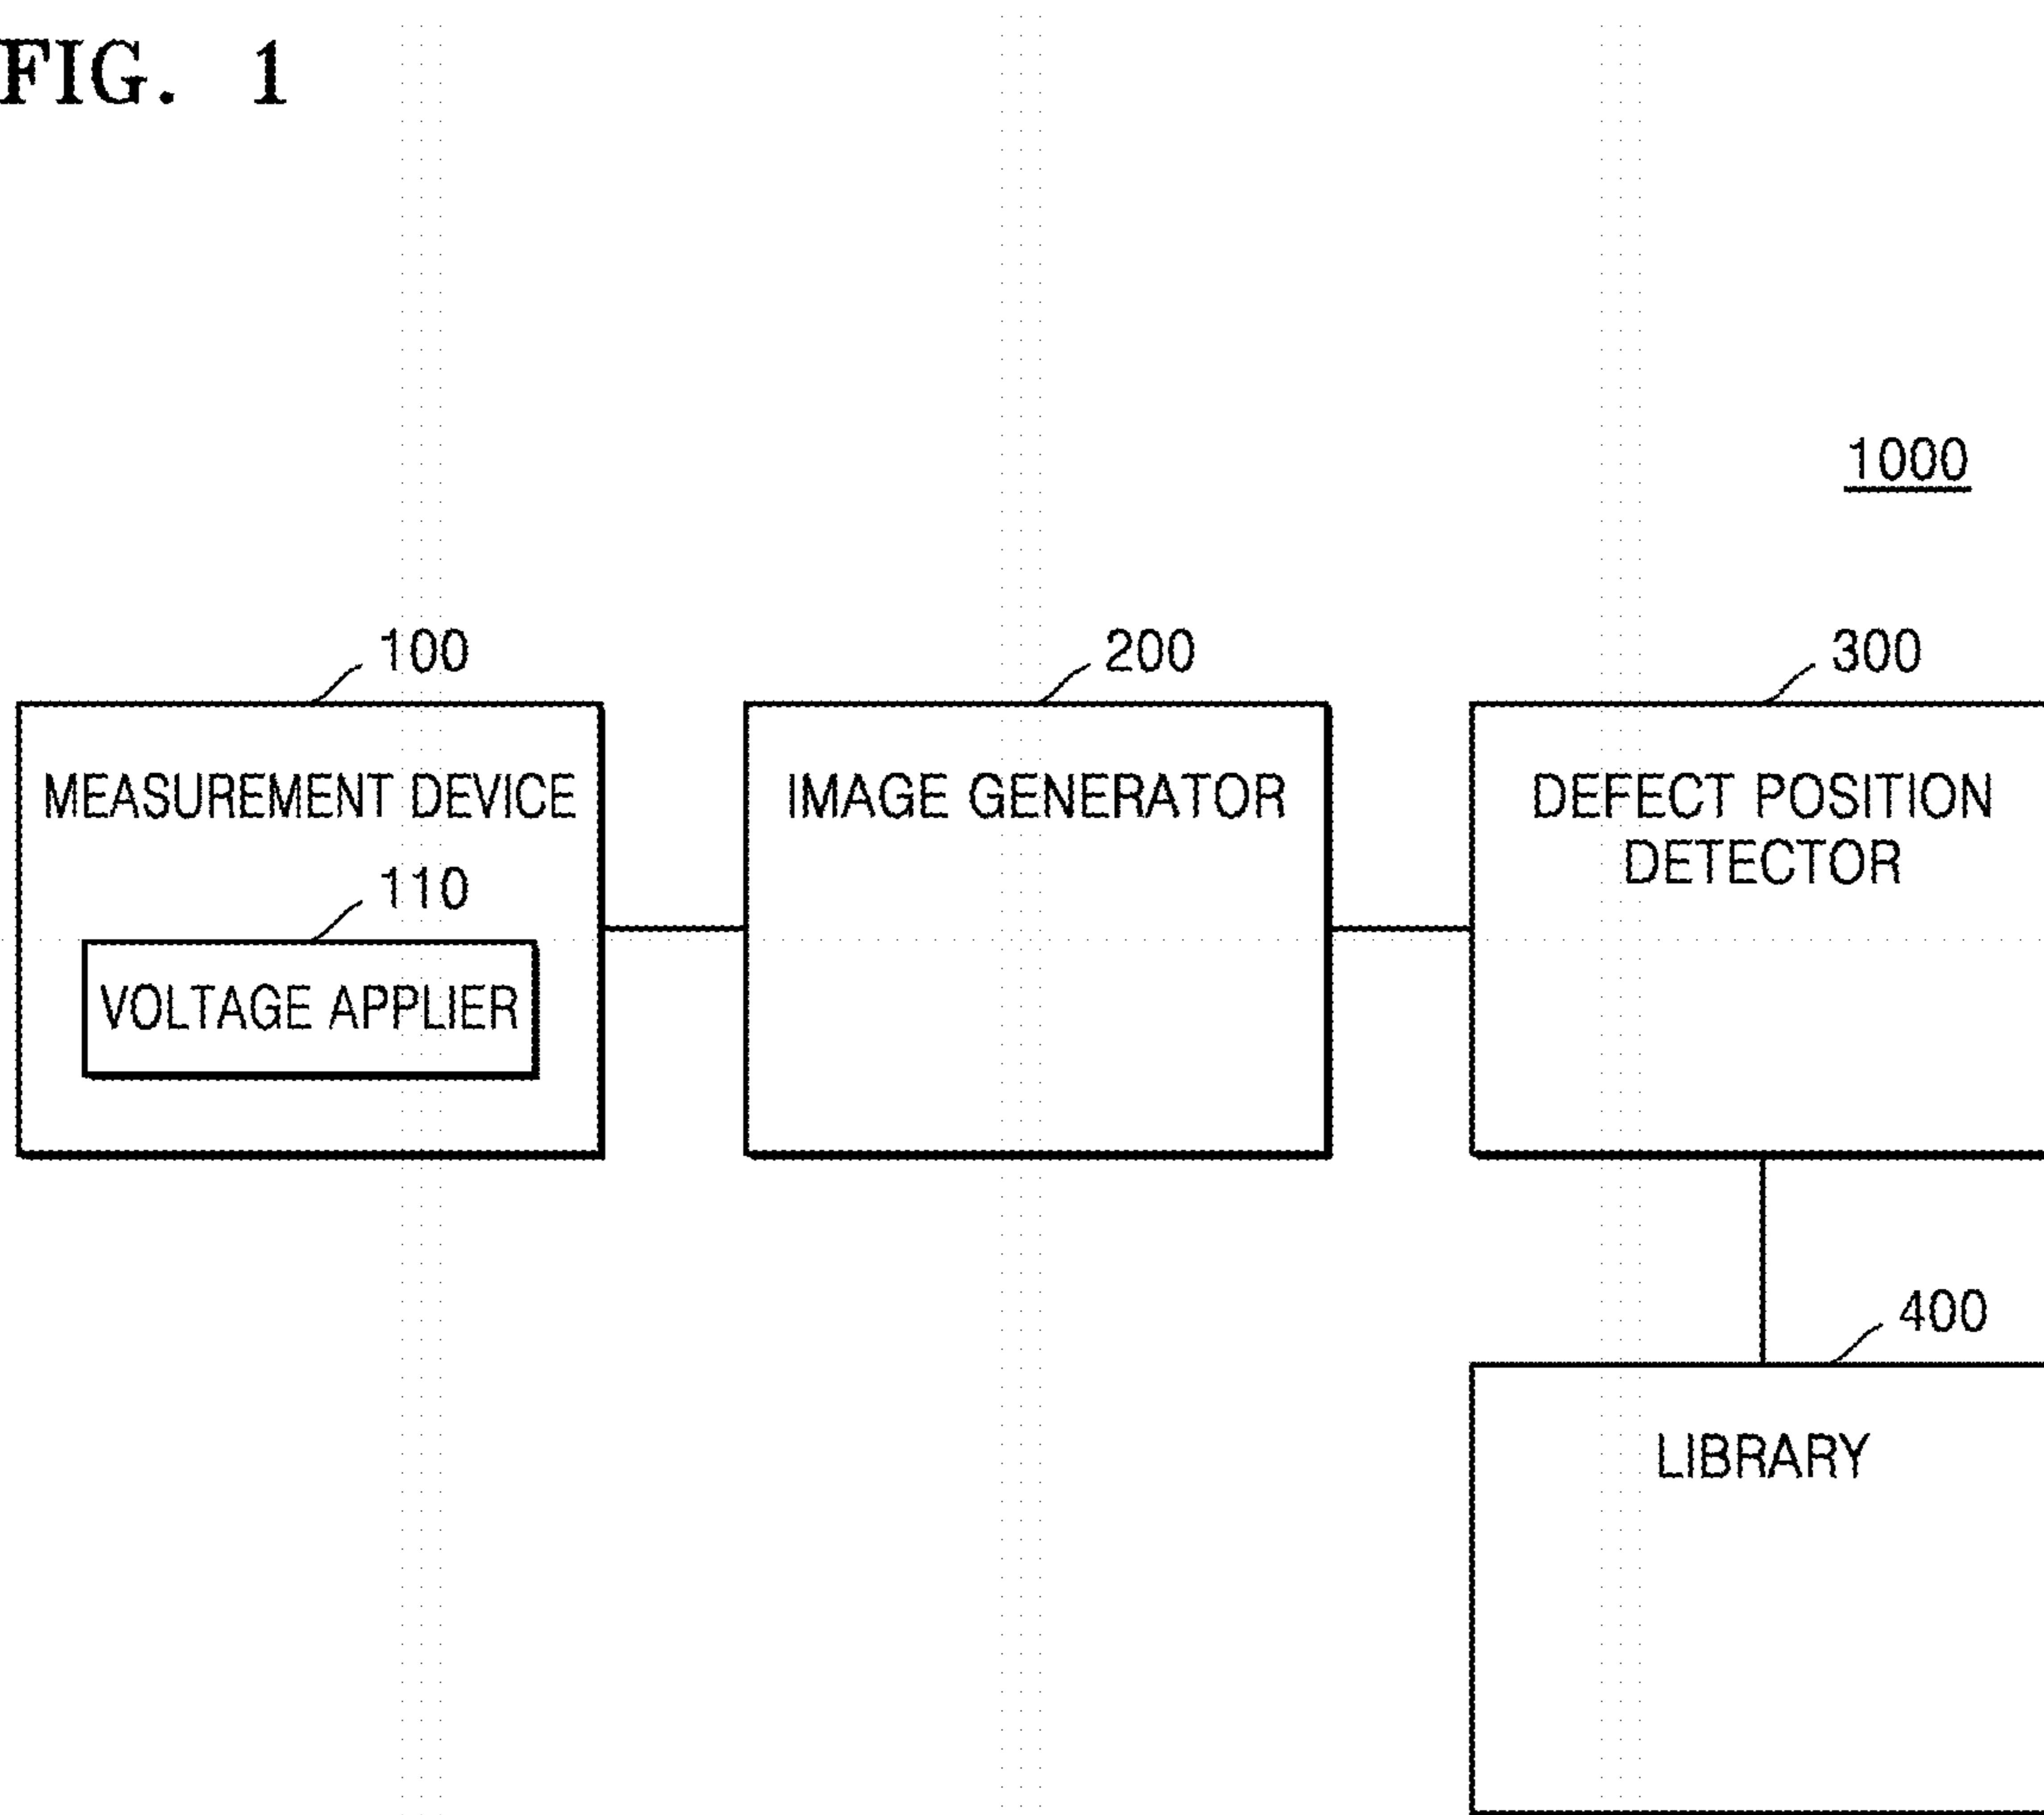 FIG. 1
1000
100
200
300
MEASUREMENT DEVICE
IMAGE GENERATOR
DEFECT POSITION
DETECTOR
110
VOLTAGE APPLIER
400
LIBRARY